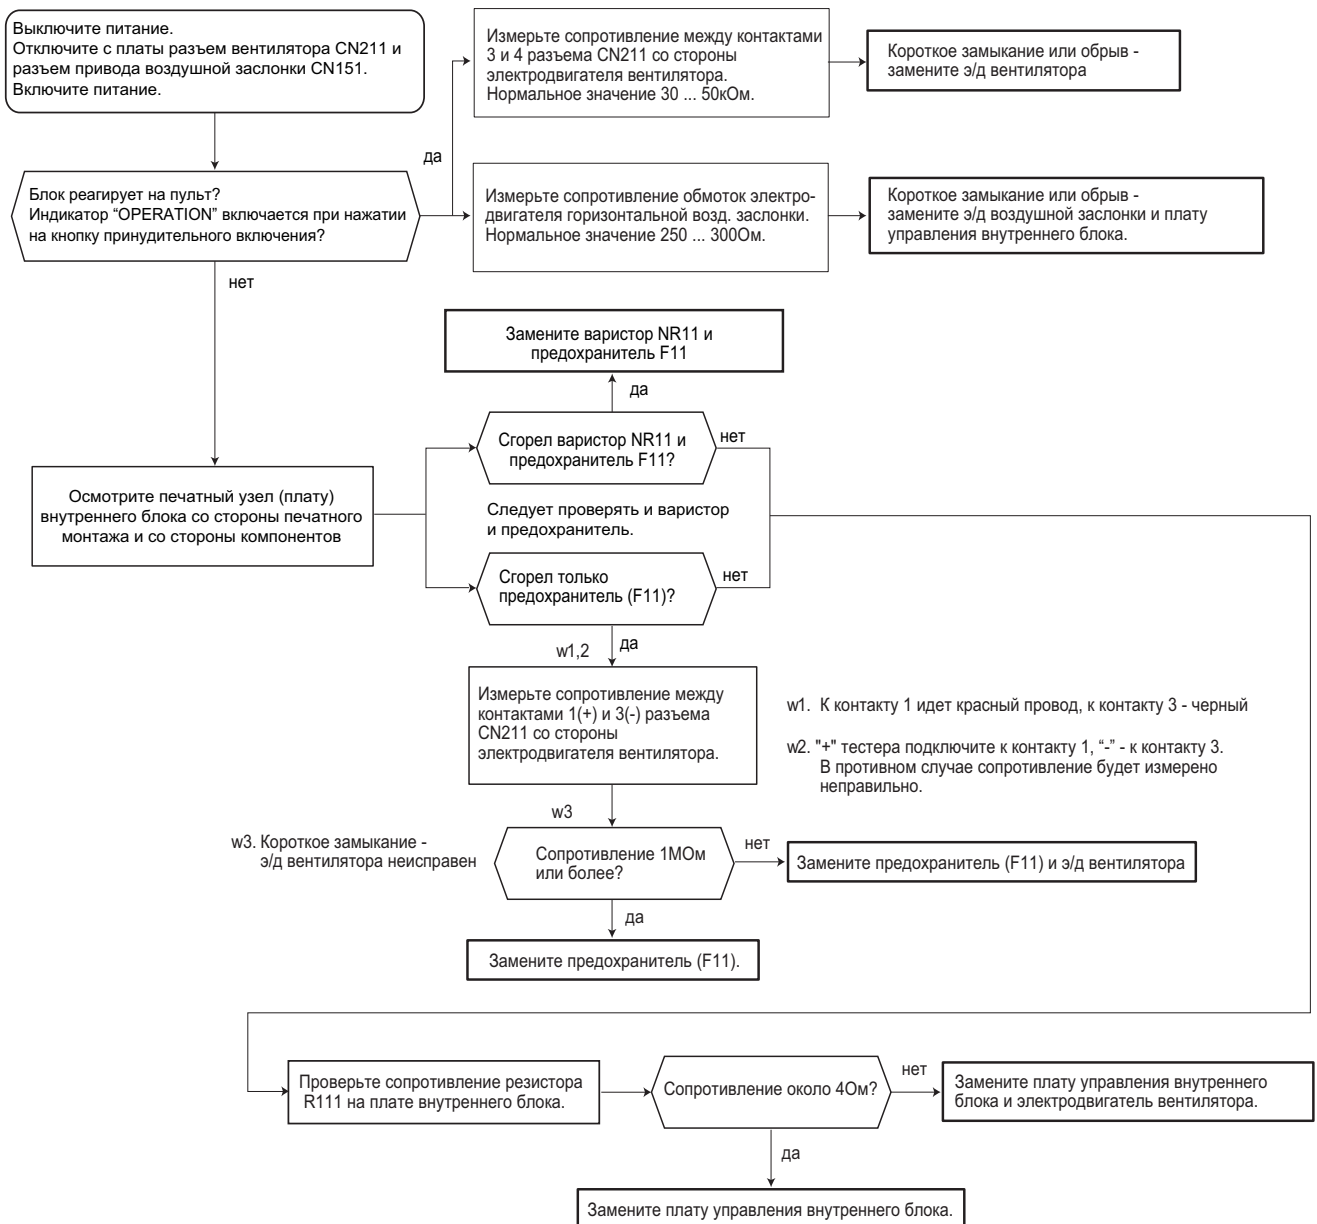 Выключите питание.
Отключите с платы разъем вентилятора CN211 и
разъем привода воздушной заслонки CN151.
Включите питание.
Измерьте сопротивление между контактами
3 и 4 разъема CN211 со стороны
электродвигателя вентилятора.
Нормальное значение 30 ... 50кОм.
Короткое замыкание или обрыв -
замените э/д вентилятора
да
Блок реагирует на пульт?
Индикатор “OPERATION” включается при нажатии
на кнопку принудительного включения?
Измерьте сопротивление обмоток электро-
двигателя горизонтальной возд. заслонки.
Нормальное значение 250 ... 300Ом.
Короткое замыкание или обрыв -
замените э/д воздушной заслонки и плату
управления внутреннего блока.
нет
Замените варистор NR11 и
предохранитель F11
да
Сгорел варистор NR11 и
предохранитель F11?
нет
Осмотрите печатный узел (плату)
внутреннего блока со стороны печатного
монтажа и со стороны компонентов
Следует проверять и варистор
и предохранитель.
Сгорел только
предохранитель (F11)?
нет
да
w1,2
Измерьте сопротивление между
контактами 1(+) и 3(-) разъема
CN211 со стороны
электродвигателя вентилятора.
w1. К контакту 1 идет красный провод, к контакту 3 - черный
w2. "+" тестера подключите к контакту 1, “-” - к контакту 3.
В противном случае сопротивление будет измерено
неправильно.
w3
w3. Короткое замыкание -
э/д вентилятора неисправен
Сопротивление 1МОм
или более?
нет
Замените предохранитель (F11) и э/д вентилятора
да
Замените предохранитель (F11).
Проверьте сопротивление резистора
R111 на плате внутреннего блока.
Сопротивление около 4Ом?
нет
Замените плату управления внутреннего
блока и электродвигатель вентилятора.
да
Замените плату управления внутреннего блока.